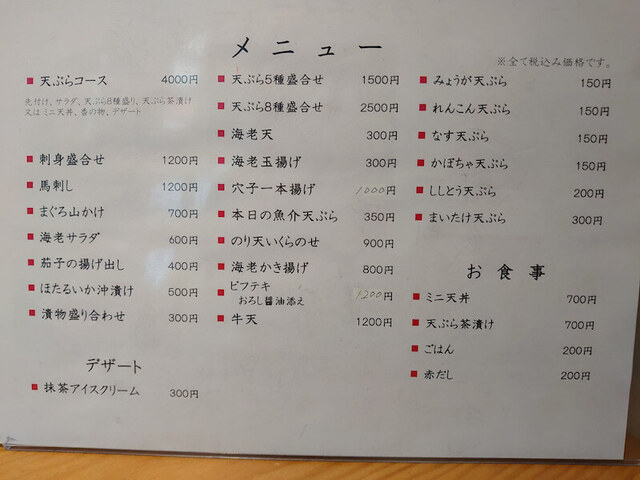 メニュー
※全て税込み価格です。
天ぷらコース 4000円
先付け、サラダ、天ぷら8種盛り、天ぷら茶漬け
又は ミニ天丼、香の物、デザート
刺身盛合せ 1200円
馬刺し 1200円
まぐろ山かけ 700円
海老サラダ 600円
茄子の揚げ出し 400円
ほたるいか沖漬け 500円
漬物盛り合わせ 300円
デザート
抹茶アイスクリーム 300円
天ぷら5種盛合せ 1500円
天ぷら8種盛合せ 2500円
海老天 300円
海老玉揚げ 300円
穴子一本揚げ 1000円
本日の魚介天ぷら 350円
のり天いくらのせ 900円
海老かき揚げ 800円
ビフテキ
おろし醤油添え 1200円
牛天 1200円
みょうが天ぷら 150円
れんこん天ぷら 150円
なす天ぷら 150円
かぼちゃ天ぷら 150円
ししとう天ぷら 200円
まいたけ天ぷら 300円
お食事
ミニ天丼 700円
天ぷら茶漬け 700円
ごはん 200円
赤だし 200円